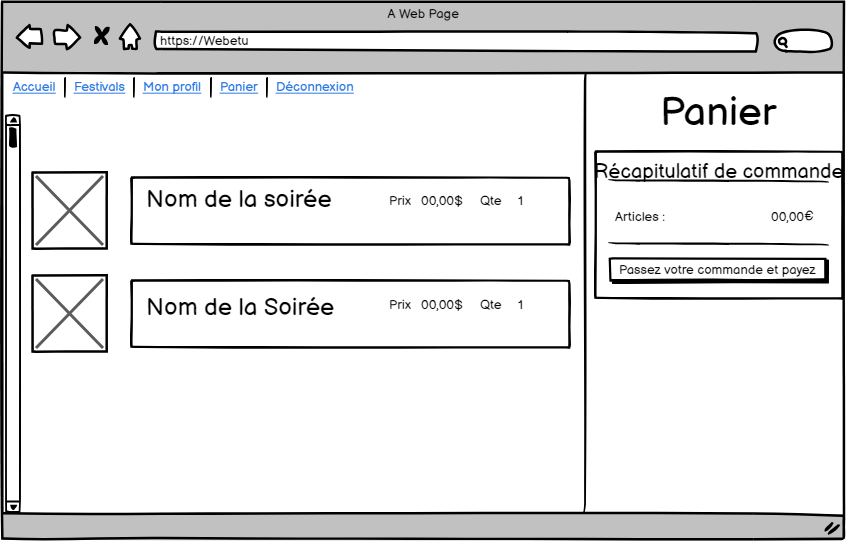 A Web Page
https://Webetu
Accueil Festivals Mon profil Panier Déconnexion
Nom de la soirée Prix 00,00$ Qte 1
Nom de la Soirée Prix 00,00$ Qte 1
Panier
Récapitulatif de commande
Articles : 00,00€
Passez votre commande et payez